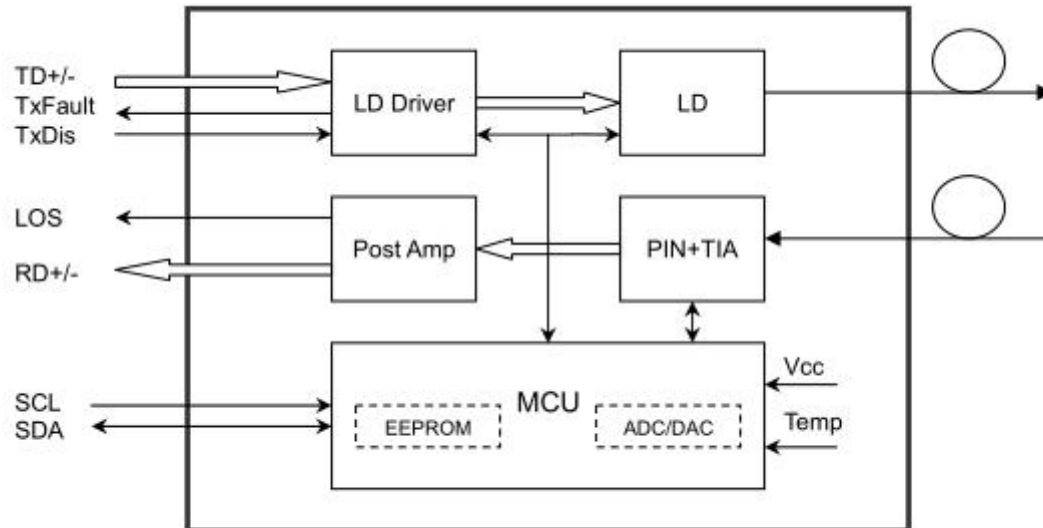 TD+/-
TxFault
TxDis
LD Driver
LD
LOS
RD+/-
Post Amp
PIN+TIA
SCL
SDA
MCU
EEPROM
ADC/DAC
Vcc
Temp